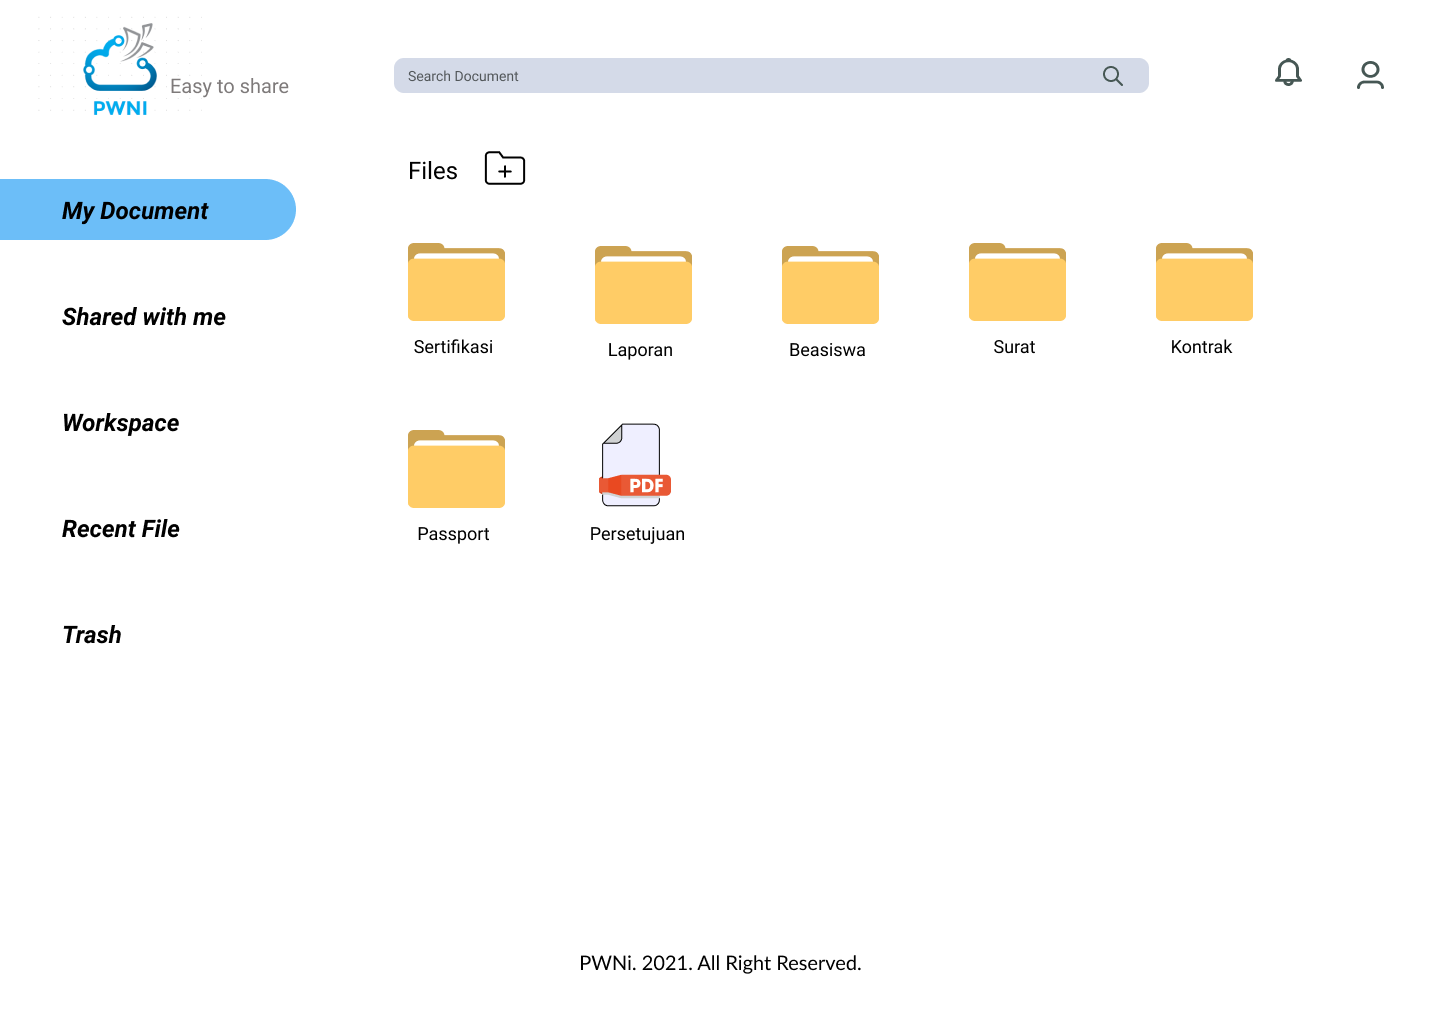 PWNI
Easy to share
Search Document
Files
My Document
Shared with me
Workspace
Recent File
Trash
Sertifikasi
Laporan
Beasiswa
Surat
Kontrak
Passport
PDF
Persetujuan
PWNi. 2021. All Right Reserved.